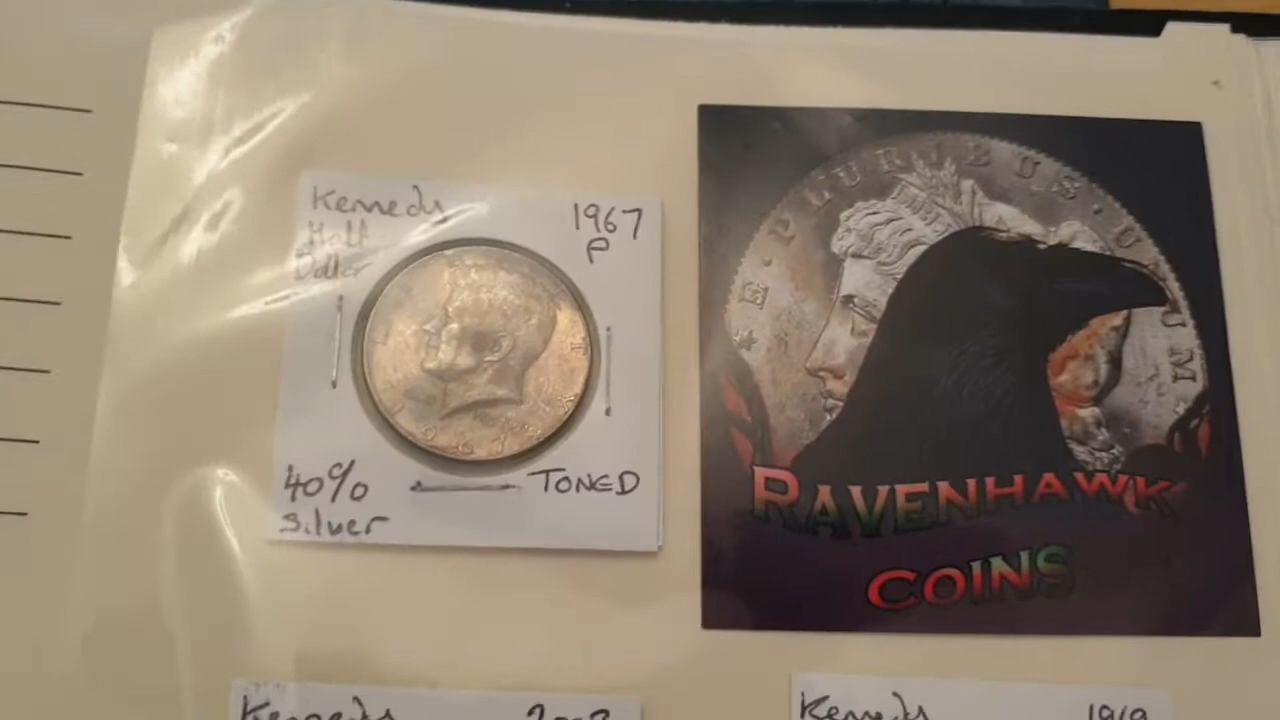 Kennedy
Half
Dollar
1967
P
40%
Silver
TONED
E · PLURIBUS · UNUM
RAVENHAWK
COINS
Kennedy
Kennedy